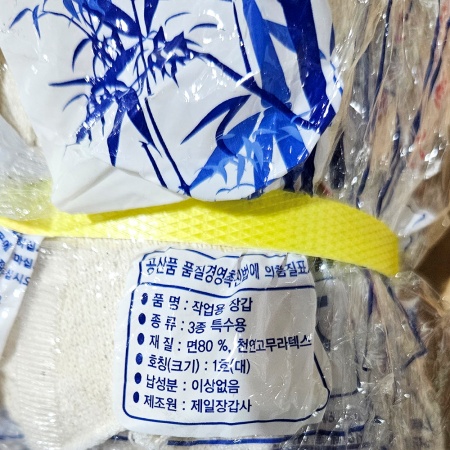 공산품 품질경영촉진법에 의한 품질표
품 명 : 작업용 장갑
종 류 : 3종 특수용
재 질 : 면80 %, 천연고무라텍스
호칭(크기) : 1호(대)
납성분 : 이상없음
제조원 : 제일장갑사